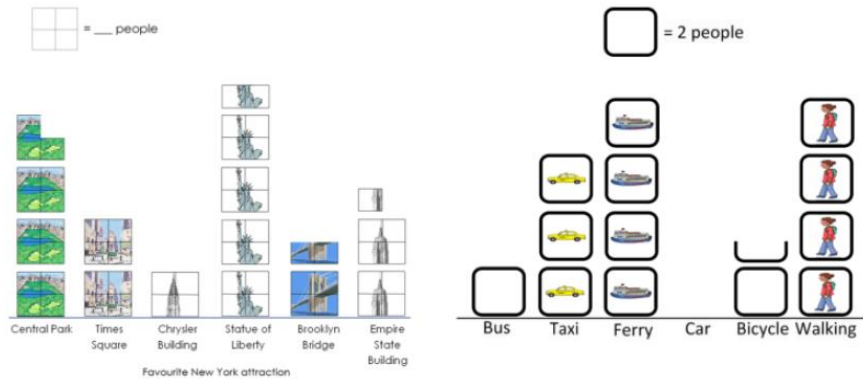 = ___ people
Central Park
Times
Square
Chrysler
Building
Statue of
Liberty
Brooklyn
Bridge
Empire
State
Building
Favourite New York attraction
= 2 people
Bus
Taxi
Ferry
Car
Bicycle
Walking